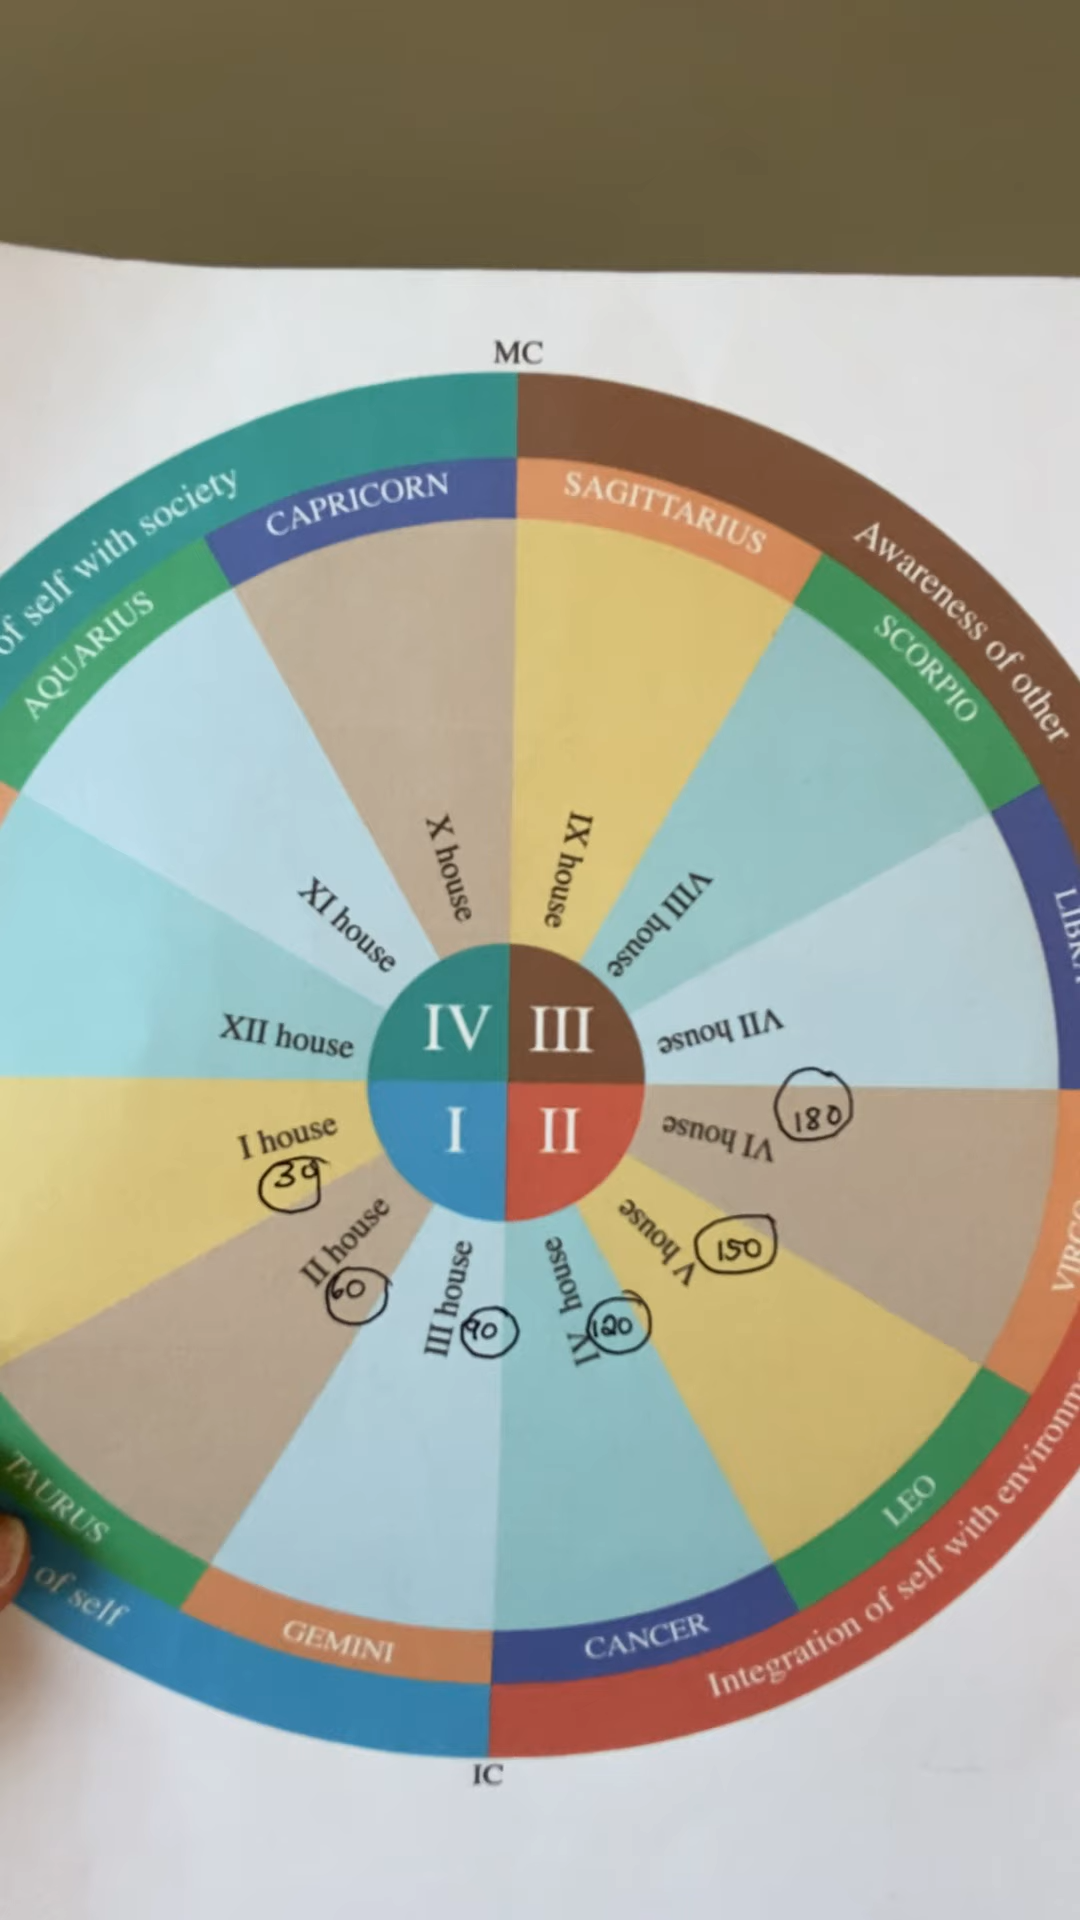 MC
of self with society
CAPRICORN
SAGITTARIUS
Awareness of other
AQUARIUS
SCORPIO
X house
IX house
XI house
VIII house
XII house
VII house
IV
III
I
II
I house
VI house
180
30
II house
V house
150
60
III house
90
IV house
120
TAURUS
LEO
VIRGO
of self
GEMINI
CANCER
Integration of self with
IC